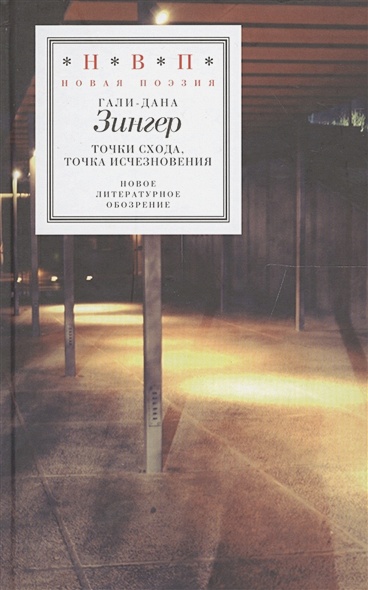 * Н * В * П *
НОВАЯ ПОЭЗИЯ
ГАЛИ-ДАНА
Зингер
ТОЧКИ СХОДА,
ТОЧКА ИСЧЕЗНОВЕНИЯ
НОВОЕ
ЛИТЕРАТУРНОЕ
ОБОЗРЕНИЕ